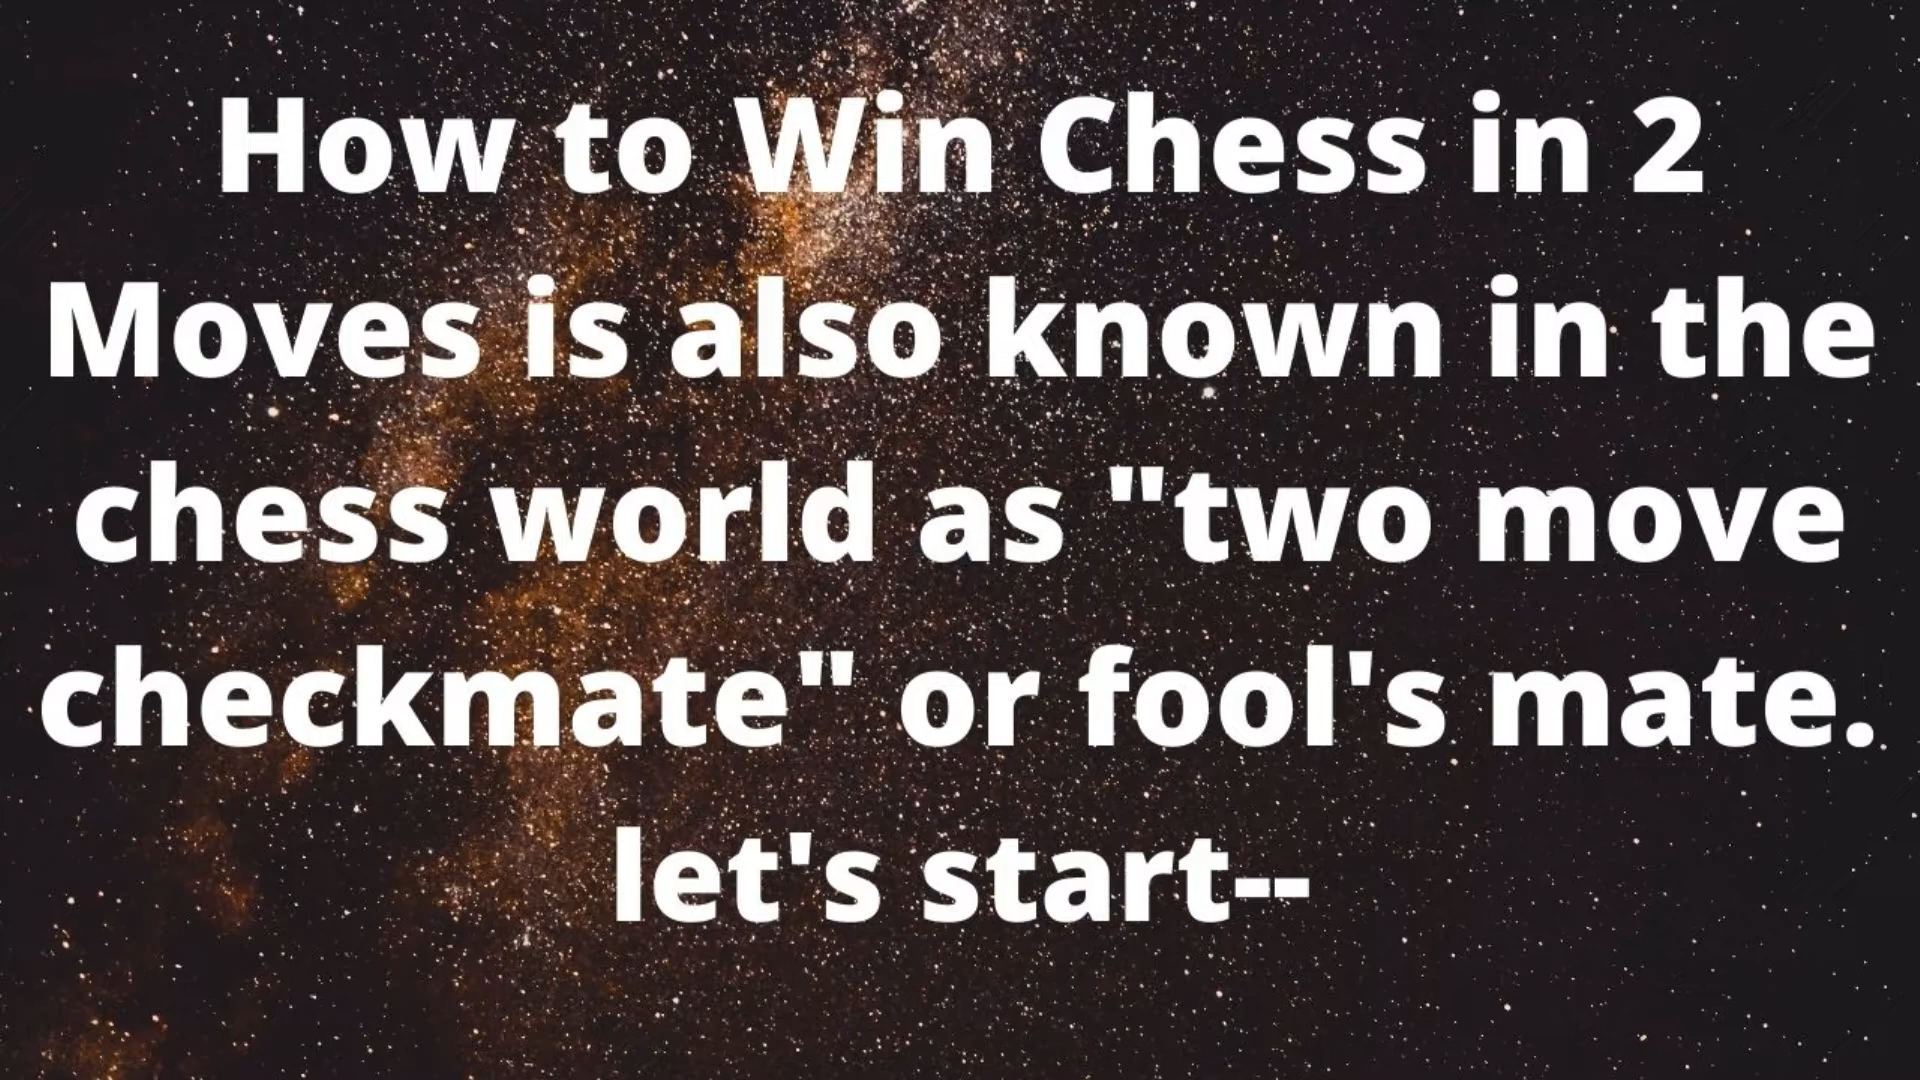 How to Win Chess in 2
Moves is also known in the
chess world as "two move
checkmate" or fool's mate.
let's start--